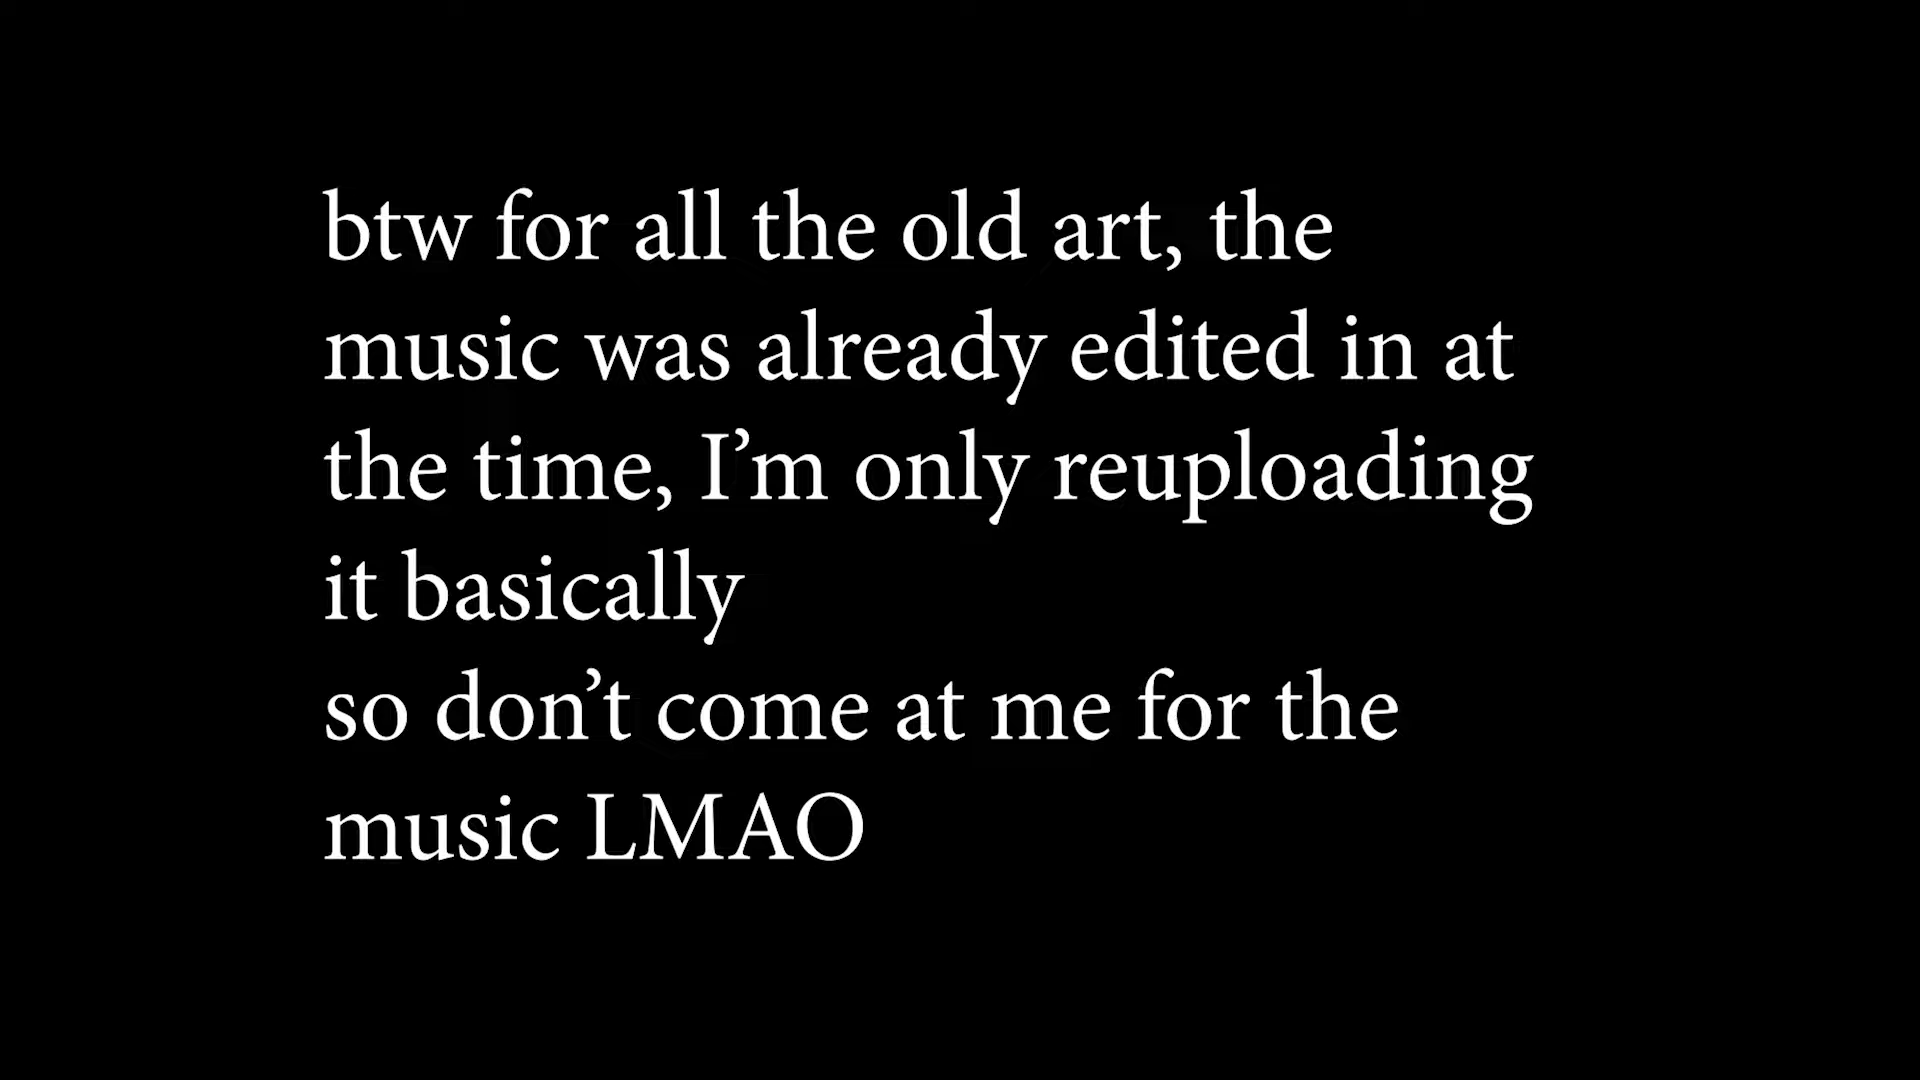 btw for all the old art, the
music was already edited in at
the time, I’m only reuploading
it basically
so don’t come at me for the
music LMAO